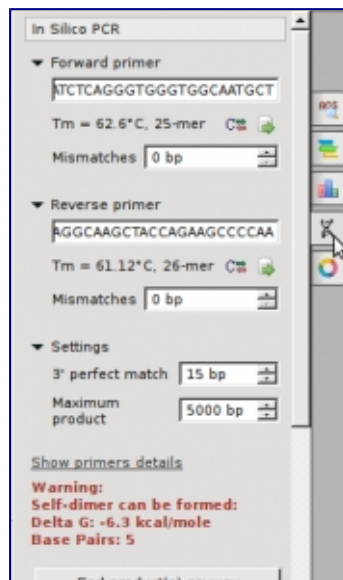 In Silico PCR
Forward primer
ATCTCAGGGTGGGTGGCAATGCT
Tm = 62.6°C, 25-mer
Mismatches 0 bp
Reverse primer
AGGCAAGCTACCAGAAGCCCCAA
Tm = 61.12°C, 26-mer
Mismatches 0 bp
Settings
3' perfect match 15 bp
Maximum
product 5000 bp
Show primers details
Warning:
Self-dimer can be formed:
Delta G: -6.3 kcal/mole
Base Pairs: 5